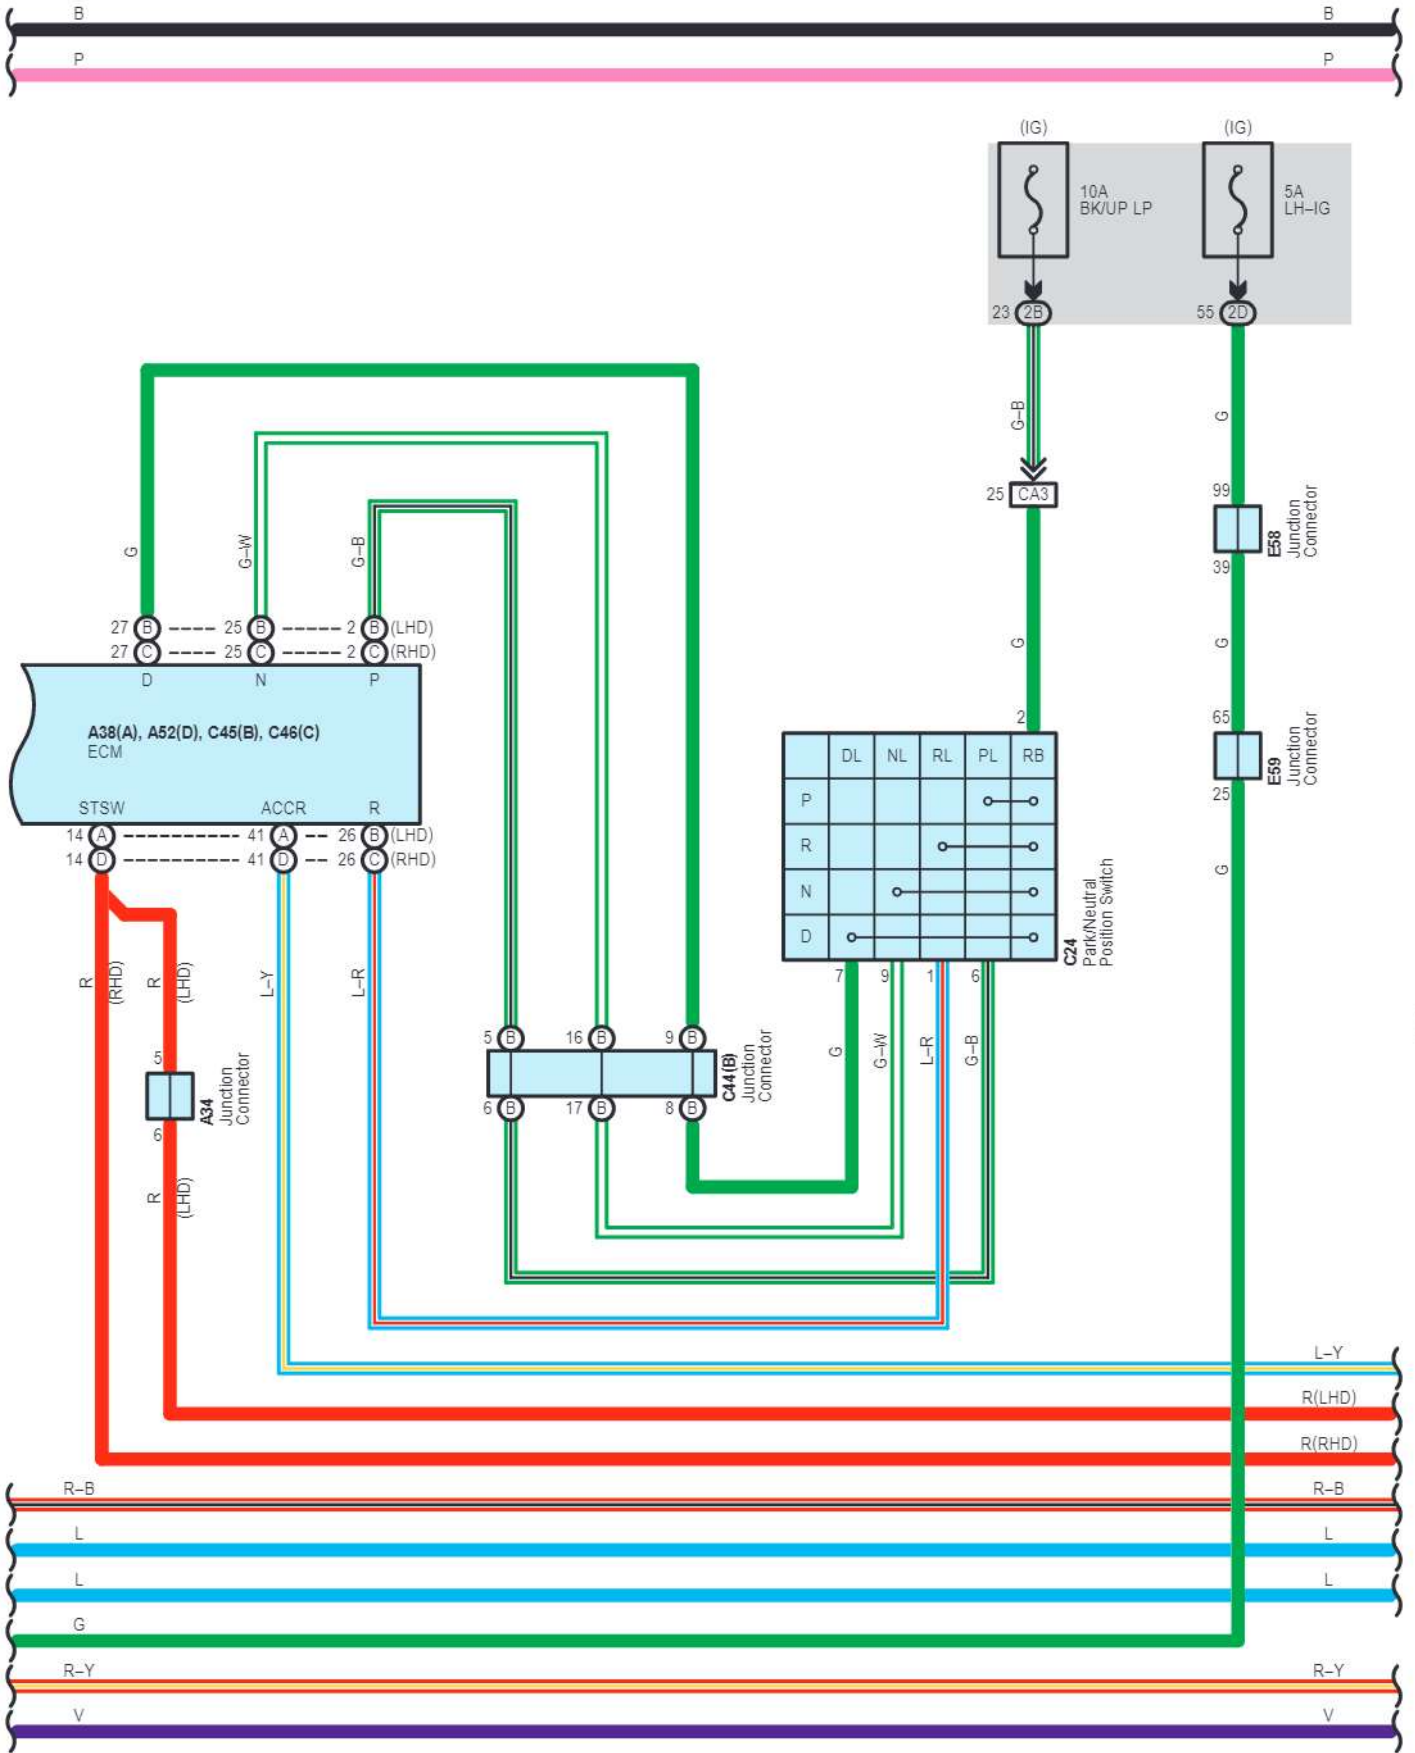 B B
P P
(IG) (IG)
10A
BK/UP LP
5A
LH–IG
23 2B 55 2D
G–B G
25 CA3
99
E58
Junction
Connector
39
G G–W G–B
27 B 25 B 2 B (LHD)
27 C 25 C 2 C (RHD)
D N P
A38(A), A52(D), C45(B), C46(C)
ECM
STSW ACCR R
14 A 41 A 26 B (LHD)
14 D 41 D 26 C (RHD)
G G
2 65
E59
Junction
Connector
25
G
DL NL RL PL RB
P
R
N
D
C24
Park/Neutral
Position Switch
7 9 1 6
G G–W L–R G–B
R (RHD) R (LHD) L–Y L–R
5
A34
Junction
Connector
6
R (LHD)
5 B 16 B 9 B
C44(B)
Junction
Connector
6 B 17 B 8 B
L–Y
R(LHD)
R(RHD)
R–B R–B
L L
L L
G
R–Y R–Y
V V